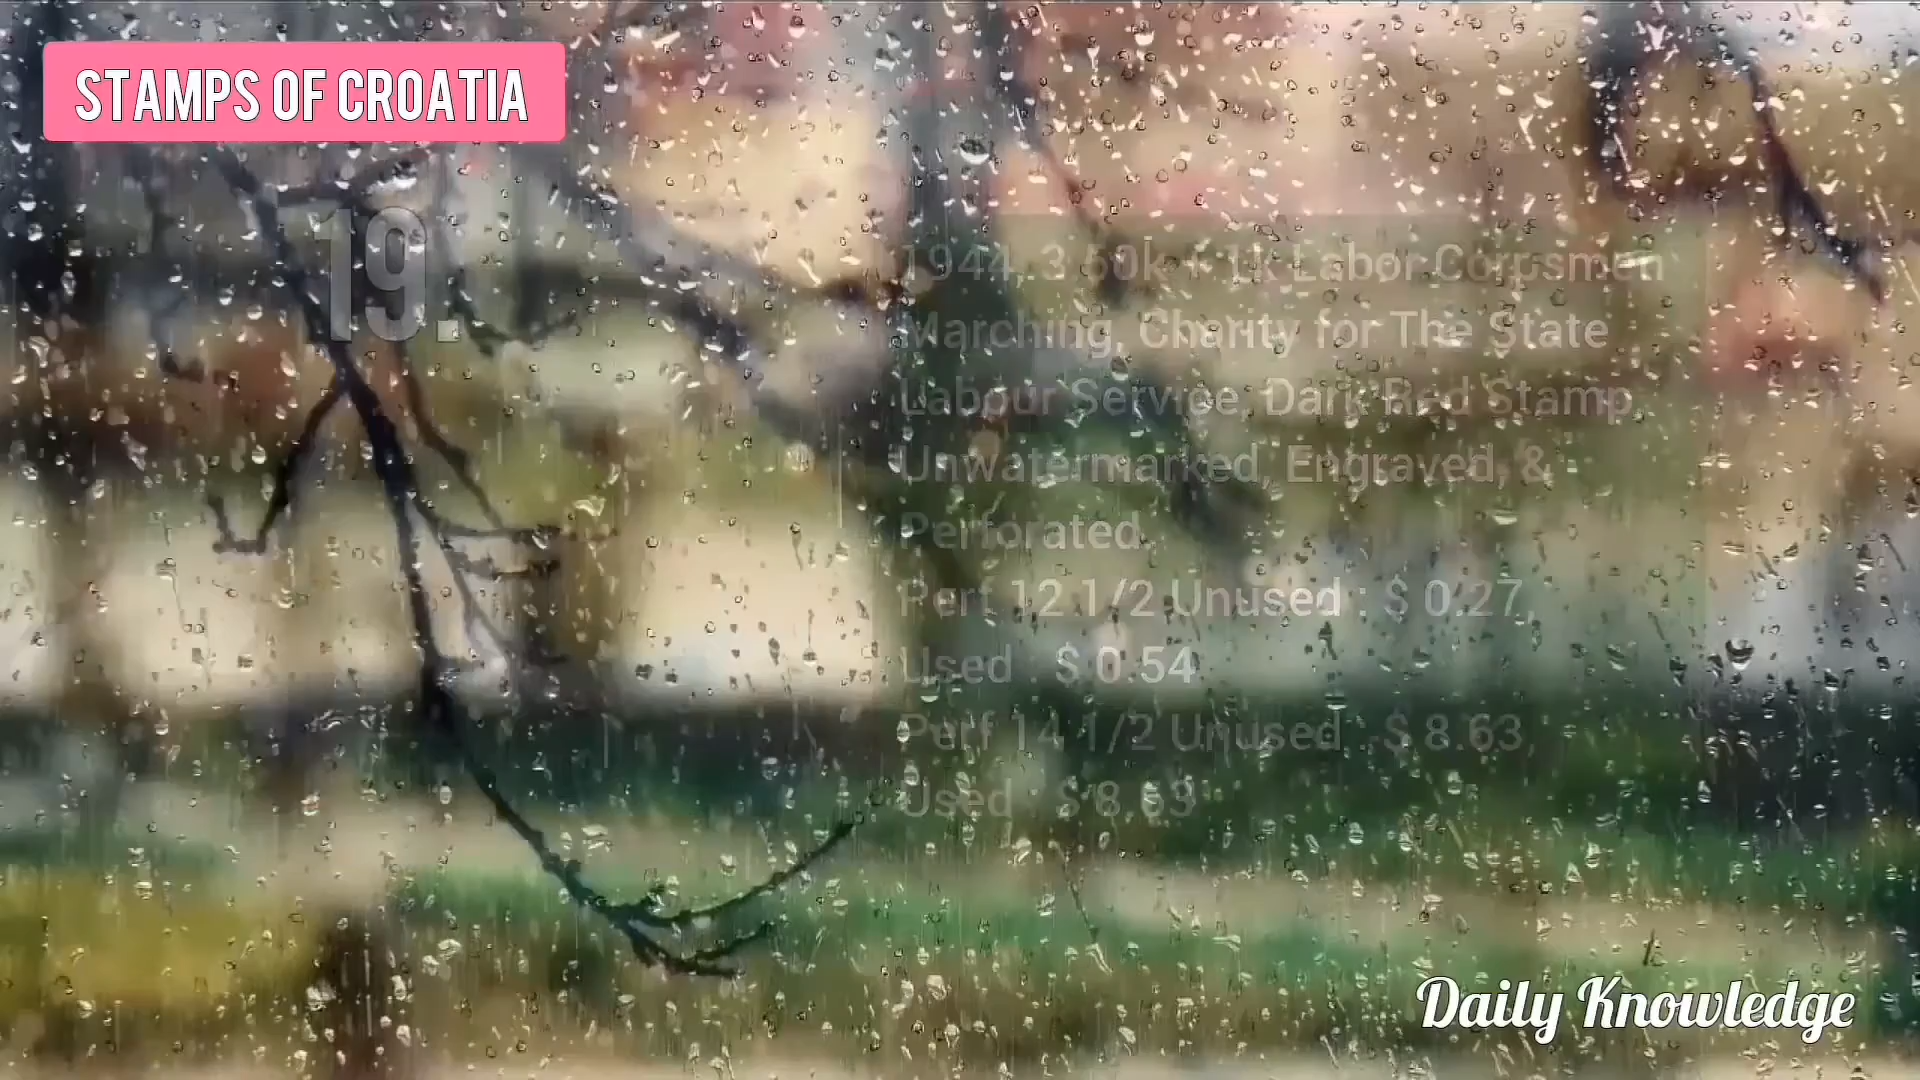 STAMPS OF CROATIA
19.
1944, 3.50k + 1k Labor Corpsmen
Marching, Charity for The State
Labour Service, Dark Red Stamp
Unwatermarked, Engraved, &
Perforated.
Perf 12 1/2 Unused : $ 0.27,
Used : $ 0.54
Perf 14 1/2 Unused : $ 8.63,
Used : $ 8.63
Daily Knowledge